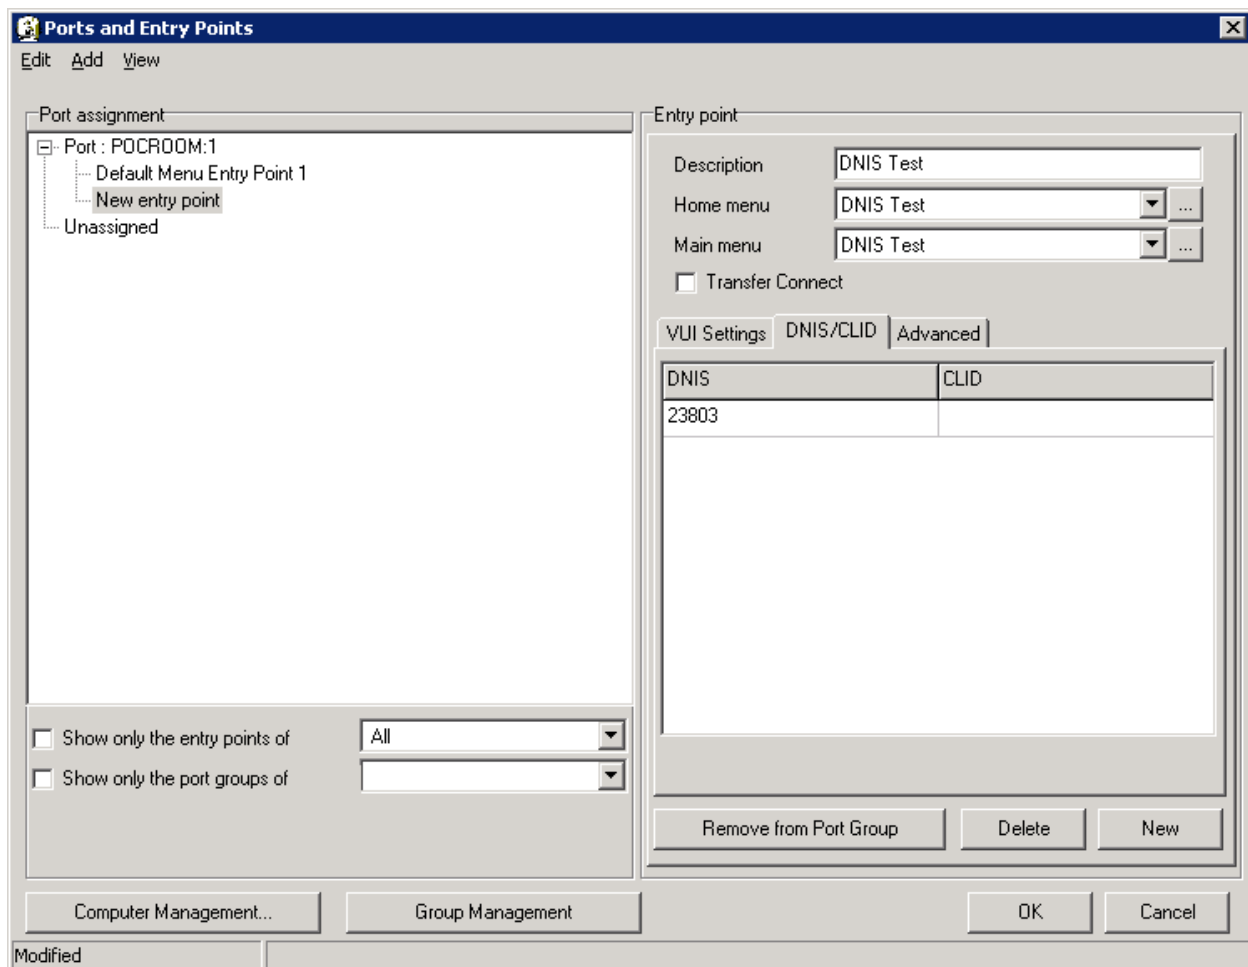 Ports and Entry Points
Edit Add View
Port assignment
Port : POCROOM:1
Default Menu Entry Point 1
New entry point
Unassigned
Show only the entry points of All
Show only the port groups of
Entry point
Description DNIS Test
Home menu DNIS Test ...
Main menu DNIS Test ...
Transfer Connect
VUI Settings DNIS/CLID Advanced
DNIS CLID
23803
Remove from Port Group Delete New
Computer Management... Group Management OK Cancel
Modified